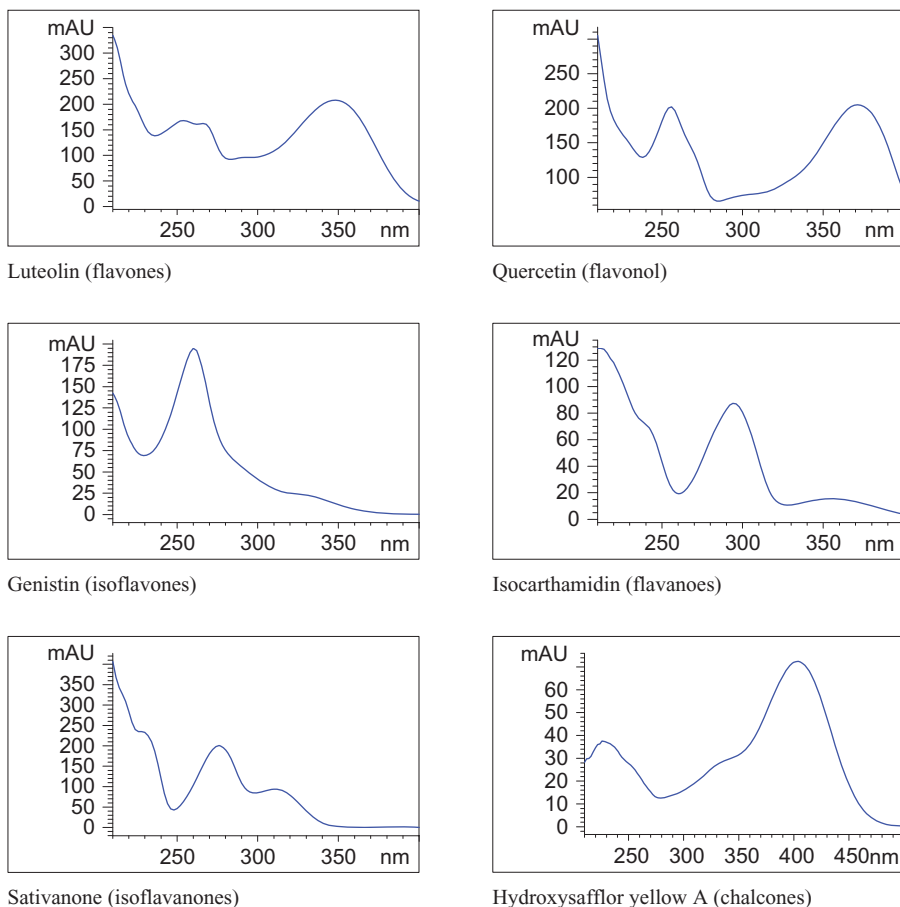 mAU
300
250
200
150
100
50
0
250 300 350 nm
Luteolin (flavones)
mAU
250
200
150
100
250 300 350 nm
Quercetin (flavonol)
mAU
175
150
125
100
75
50
25
0
250 300 350 nm
Genistin (isoflavones)
mAU
120
100
80
60
40
20
0
250 300 350 nm
Isocarthamidin (flavanoes)
mAU
350
300
250
200
150
100
50
0
250 300 350 nm
Sativanone (isoflavanones)
mAU
60
50
40
30
20
10
0
250 300 350 400 450nm
Hydroxysafflor yellow A (chalcones)